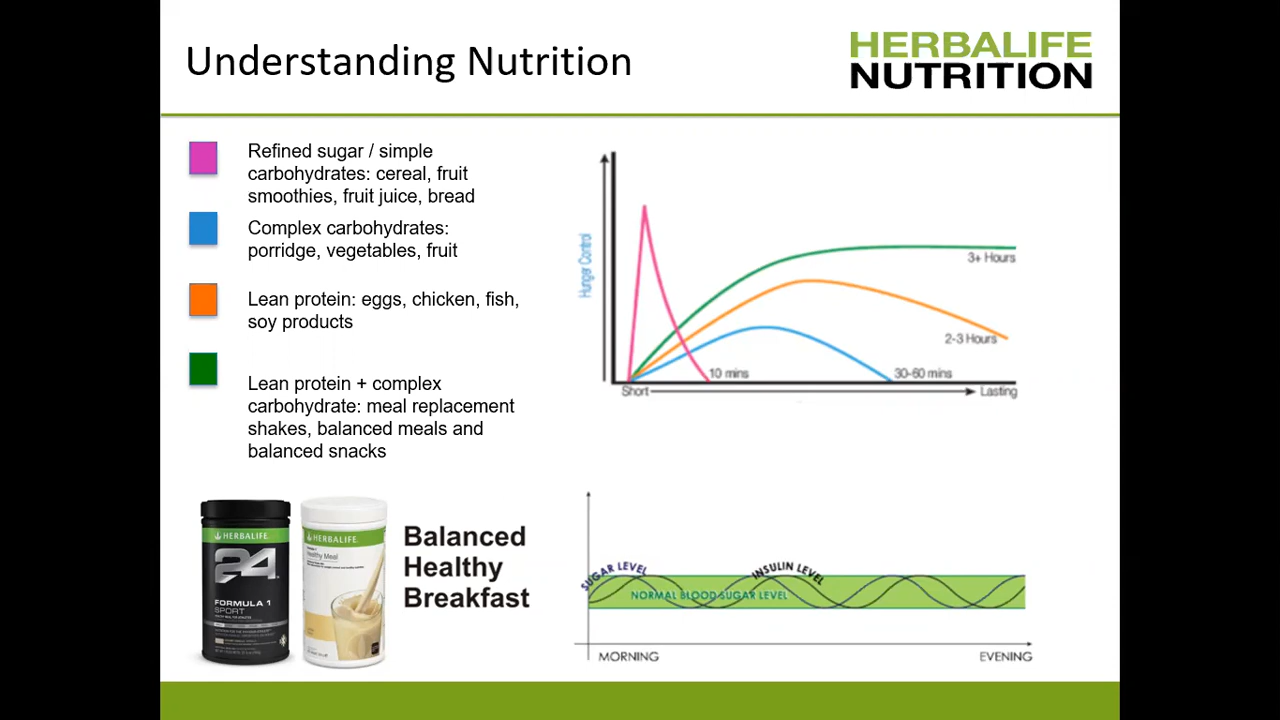 Understanding Nutrition
HERBALIFE
NUTRITION
Refined sugar / simple
carbohydrates: cereal, fruit
smoothies, fruit juice, bread
Complex carbohydrates:
porridge, vegetables, fruit
Lean protein: eggs, chicken, fish,
soy products
Lean protein + complex
carbohydrate: meal replacement
shakes, balanced meals and
balanced snacks
Hunger Control
3+ Hours
2-3 Hours
10 mins
30-60 mins
Short
Lasting
HERBALIFE
24
FORMULA 1
SPORT
HERBALIFE
Healthy Meal
Balanced
Healthy
Breakfast
SUGAR LEVEL
INSULIN LEVEL
NORMAL BLOOD SUGAR LEVEL
MORNING
EVENING